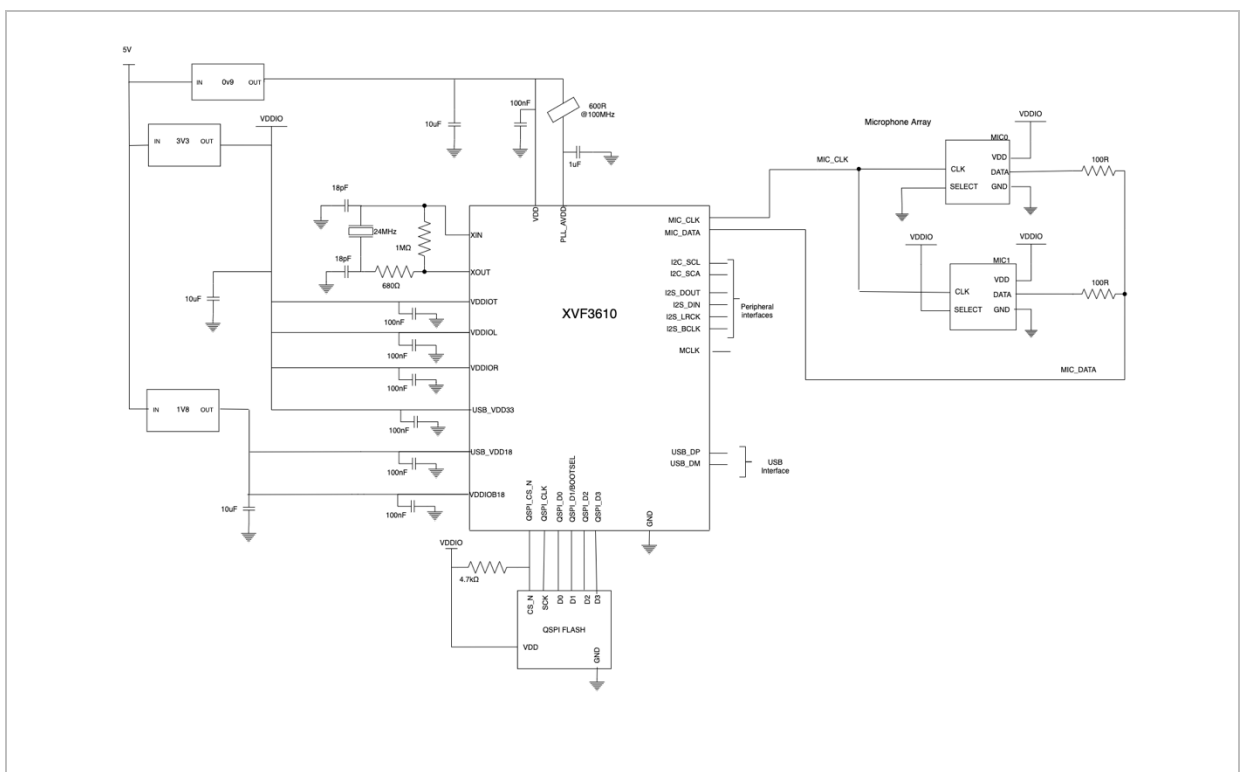 5V
IN 0v9 OUT
VDDIO
IN 3V3 OUT
10uF
100nF
600R
@100MHz
1uF
18pF
24MHz
1MΩ
18pF
680Ω
10uF
100nF
100nF
100nF
100nF
IN 1V8 OUT
100nF
10uF
100nF
VDD
PLL_AVDD
XIN
XOUT
VDDIOT
VDDIOL
VDDIOR
USB_VDD33
USB_VDD18
VDDIOB18
XVF3610
MIC_CLK
MIC_DATA
I2C_SCL
I2C_SCA
I2S_DOUT
I2S_DIN
I2S_LRCK
I2S_BCLK
Peripheral
interfaces
MCLK
USB_DP
USB_DM
USB
Interface
QSPI_CS_N
QSPI_CLK
QSPI_D0
QSPI_D1/BOOTSEL
QSPI_D2
QSPI_D3
GND
VDDIO
4.7kΩ
CS_N
SCK
D0
D1
D2
D3
QSPI FLASH
VDD
GND
Microphone Array
VDDIO
MIC_CLK
MIC0
VDD
CLK
DATA
SELECT
GND
100R
VDDIO
VDDIO
MIC1
VDD
CLK
DATA
SELECT
GND
100R
MIC_DATA